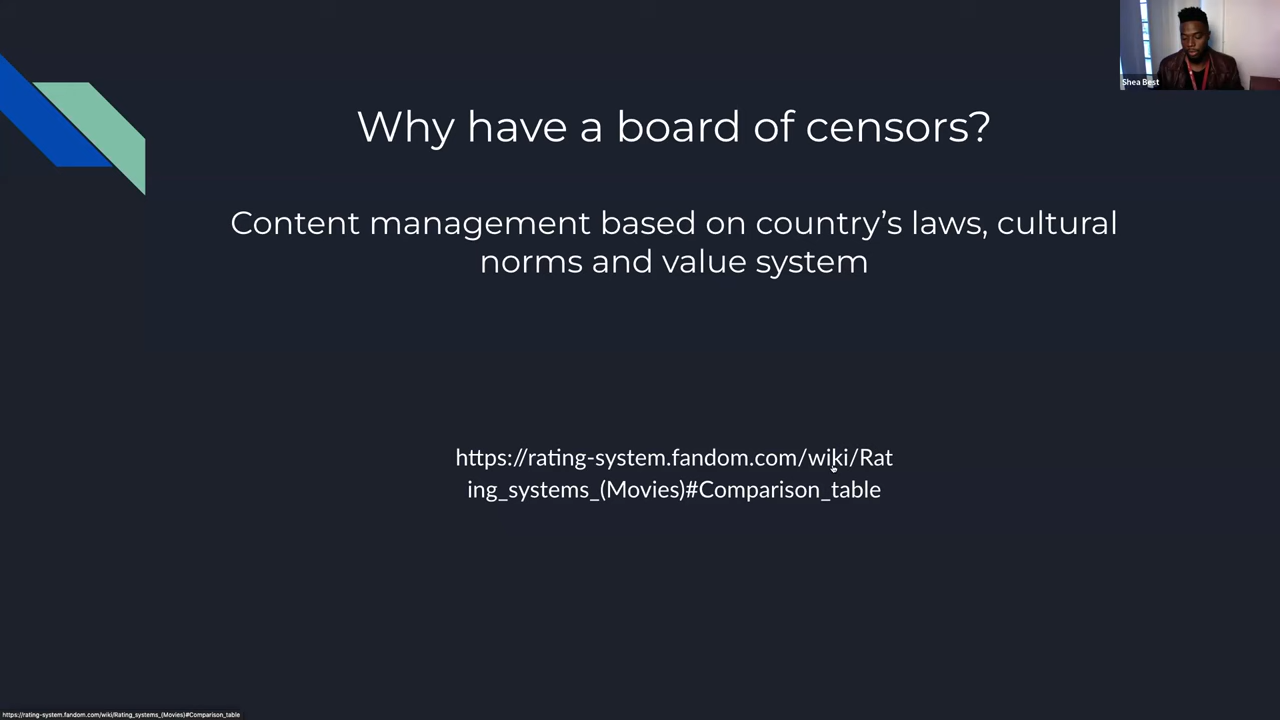 Shea Best
Why have a board of censors?
Content management based on country’s laws, cultural
norms and value system
https://rating-system.fandom.com/wiki/Rat
ing_systems_(Movies)#Comparison_table
https://rating-system.fandom.com/wiki/Rating_systems_(Movies)#Comparison_table